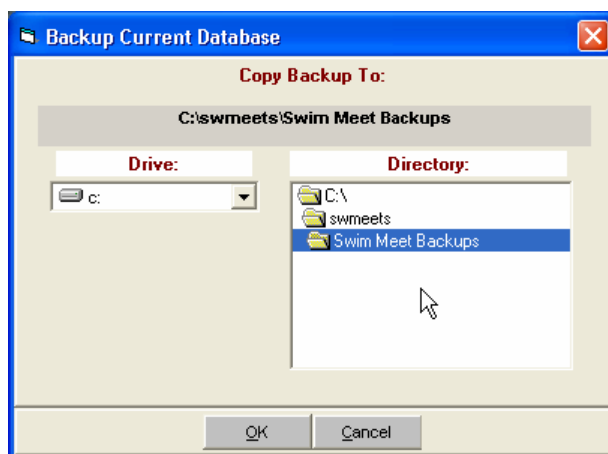 Backup Current Database
Copy Backup To:
C:\swmeets\Swim Meet Backups
Drive:
Directory:
c:
C:\
swmeets
Swim Meet Backups
OK
Cancel